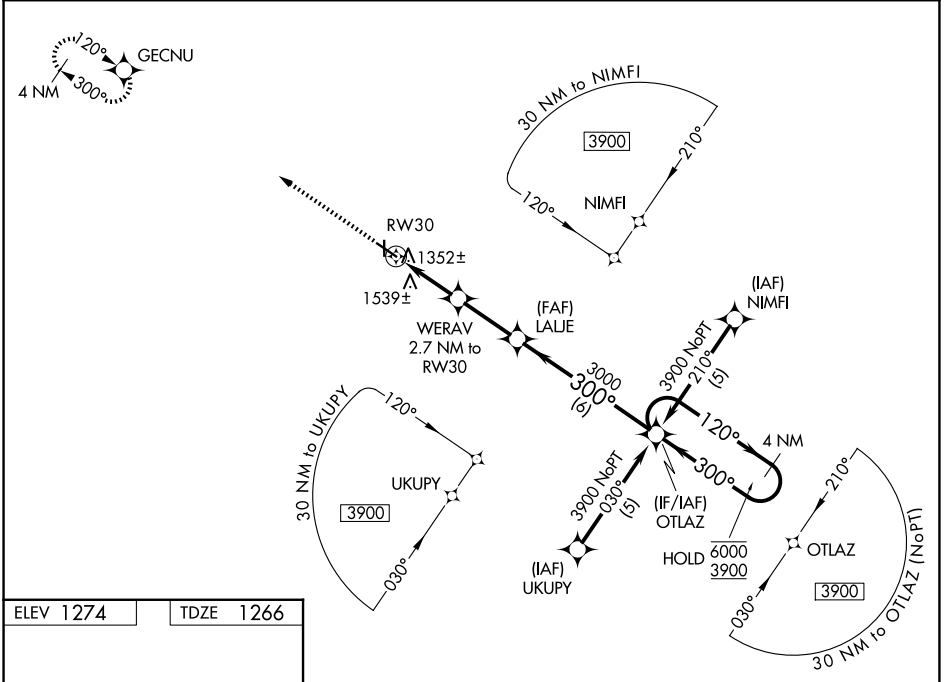 120°
GECNU
4 NM
300°
30 NM to NIMFI
3900
210°
120°
NIMFI
RW30
1352±
1539±
WERAV
2.7 NM to
RW30
(FAF)
LALJE
(IAF)
NIMFI
3900 NoPT
210°
(5)
3000
300°
(6)
120°
4 NM
300°
(IF/IAF)
OTLAZ
HOLD
6000
3900
3900 NoPT
030°
(5)
(IAF)
UKUPY
30 NM to UKUPY
120°
UKUPY
3900
030°
210°
OTLAZ
3900
030°
30 NM to OTLAZ (NoPT)
ELEV 1274
TDZE 1266